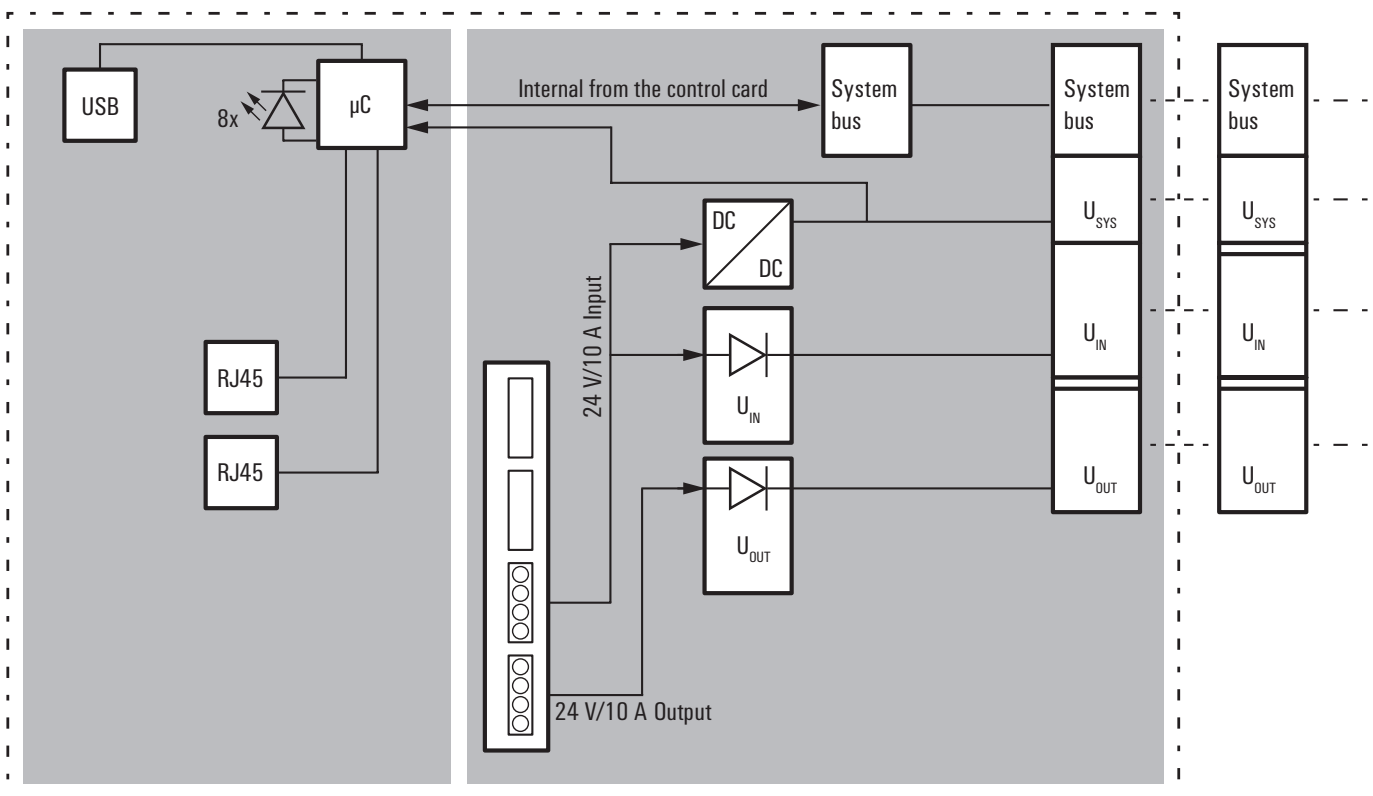 USB
8x
µC
Internal from the control card
System
bus
System
bus
System
bus
DC
DC
U_SYS
U_SYS
24 V/10 A Input
U_IN
U_IN
U_IN
RJ45
RJ45
U_OUT
U_OUT
U_OUT
24 V/10 A Output